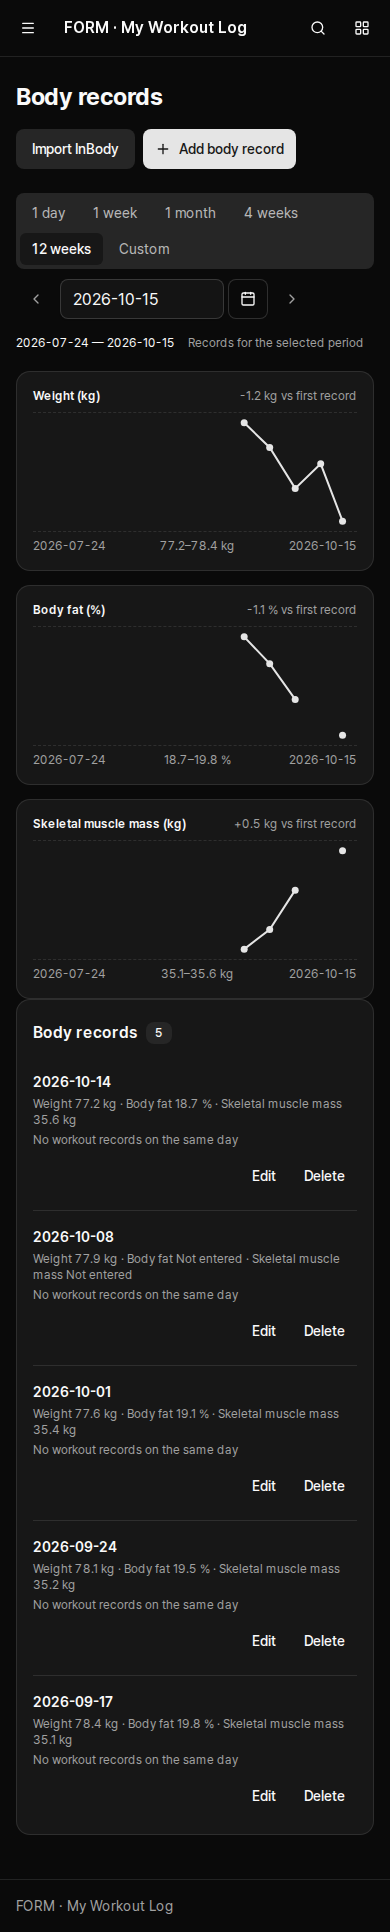 FORM · My Workout Log
Body records
Import InBody
Add body record
1 day 1 week 1 month 4 weeks
12 weeks Custom
2026-10-15
2026-07-24 — 2026-10-15 Records for the selected period
Weight (kg) -1.2 kg vs first record
2026-07-24 77.2–78.4 kg 2026-10-15
Body fat (%) -1.1 % vs first record
2026-07-24 18.7–19.8 % 2026-10-15
Skeletal muscle mass (kg) +0.5 kg vs first record
2026-07-24 35.1–35.6 kg 2026-10-15
Body records 5
2026-10-14
Weight 77.2 kg · Body fat 18.7 % · Skeletal muscle mass
35.6 kg
No workout records on the same day
Edit Delete
2026-10-08
Weight 77.9 kg · Body fat Not entered · Skeletal muscle
mass Not entered
No workout records on the same day
Edit Delete
2026-10-01
Weight 77.6 kg · Body fat 19.1 % · Skeletal muscle mass
35.4 kg
No workout records on the same day
Edit Delete
2026-09-24
Weight 78.1 kg · Body fat 19.5 % · Skeletal muscle mass
35.2 kg
No workout records on the same day
Edit Delete
2026-09-17
Weight 78.4 kg · Body fat 19.8 % · Skeletal muscle mass
35.1 kg
No workout records on the same day
Edit Delete
FORM · My Workout Log